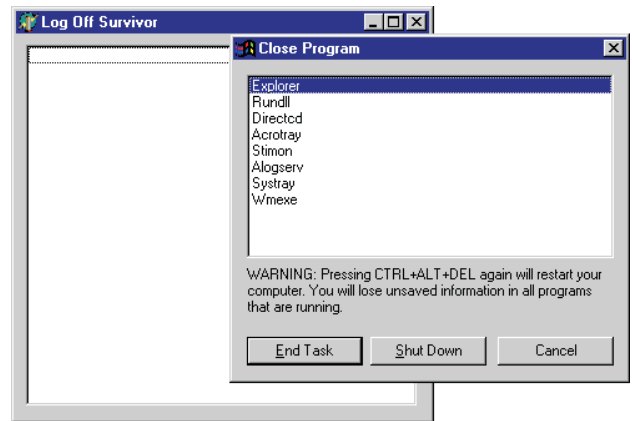 Log Off Survivor
Close Program
Explorer
Rundll
Directcd
Acrotray
Stimon
Alogserv
Systray
Wmexe
WARNING: Pressing CTRL+ALT+DEL again will restart your
computer. You will lose unsaved information in all programs
that are running.
End Task
Shut Down
Cancel